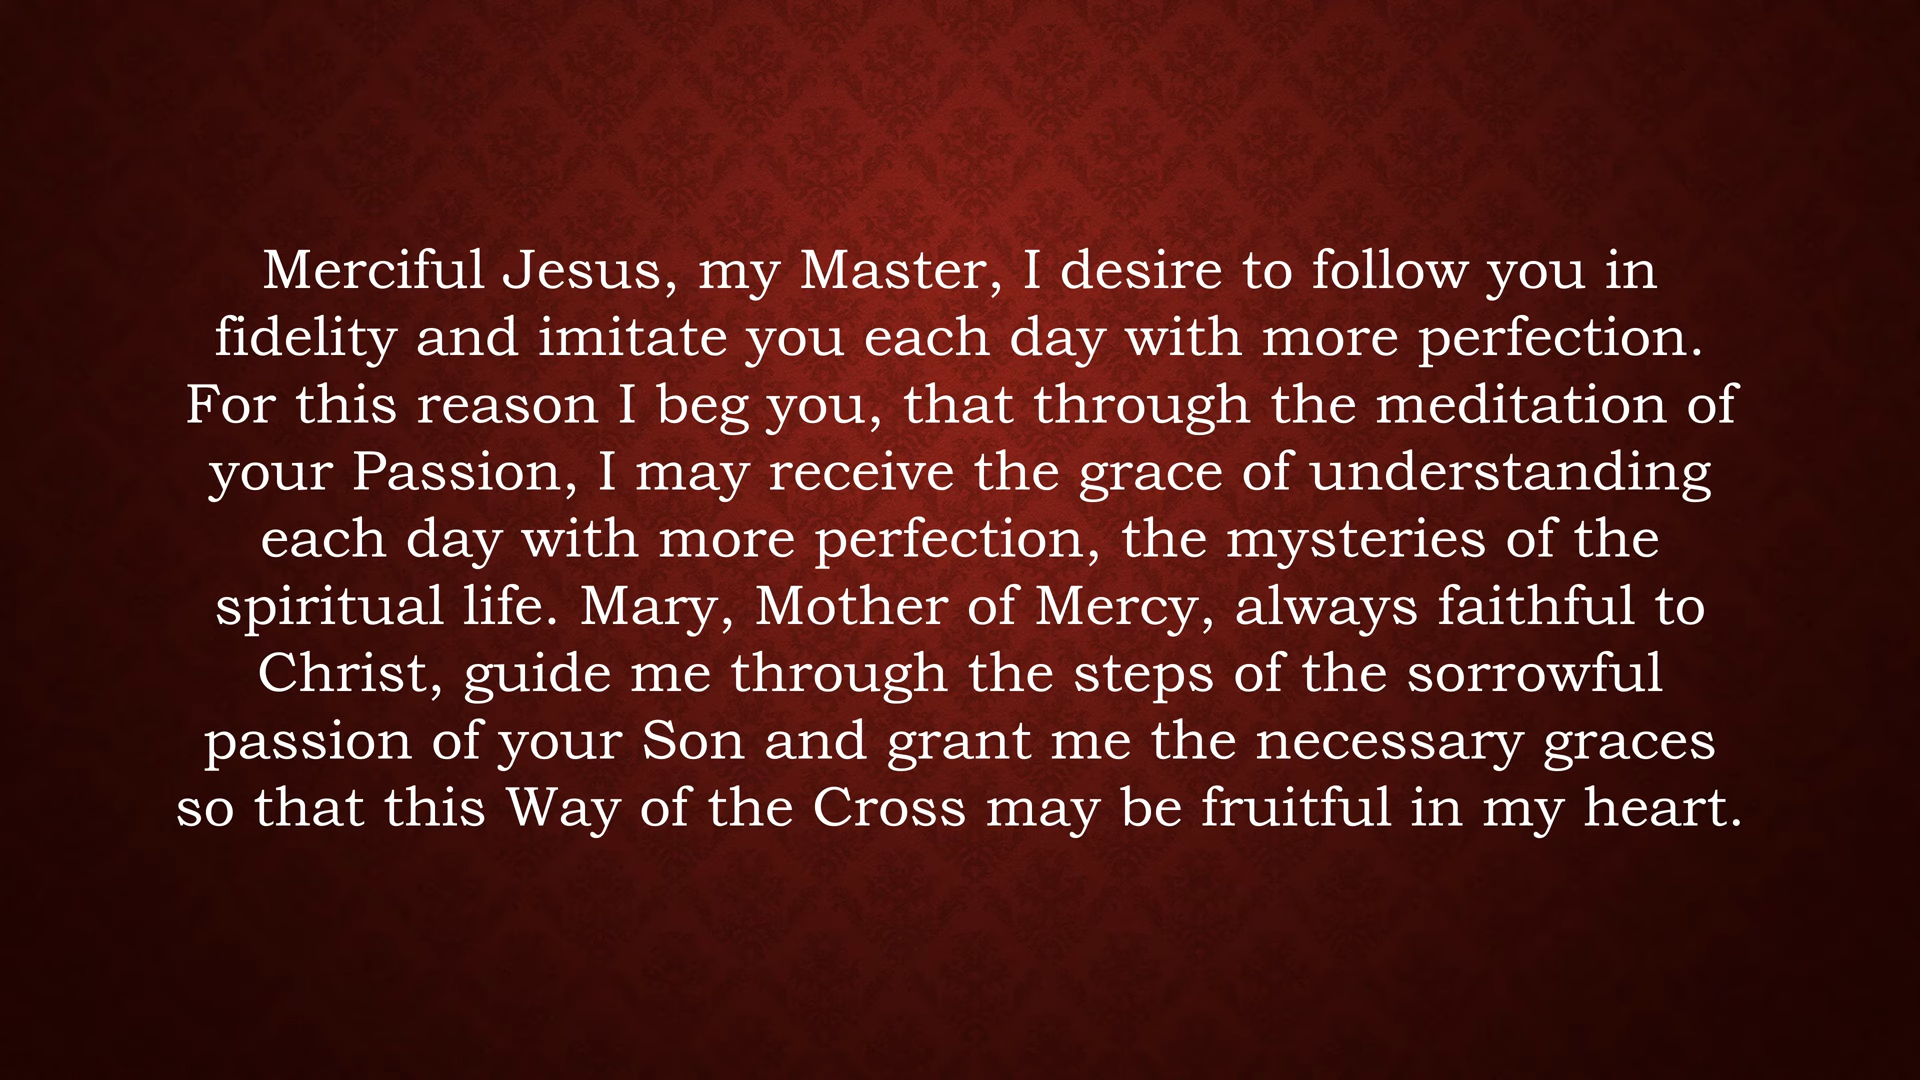 Merciful Jesus, my Master, I desire to follow you in
fidelity and imitate you each day with more perfection.
For this reason I beg you, that through the meditation of
your Passion, I may receive the grace of understanding
each day with more perfection, the mysteries of the
spiritual life. Mary, Mother of Mercy, always faithful to
Christ, guide me through the steps of the sorrowful
passion of your Son and grant me the necessary graces
so that this Way of the Cross may be fruitful in my heart.